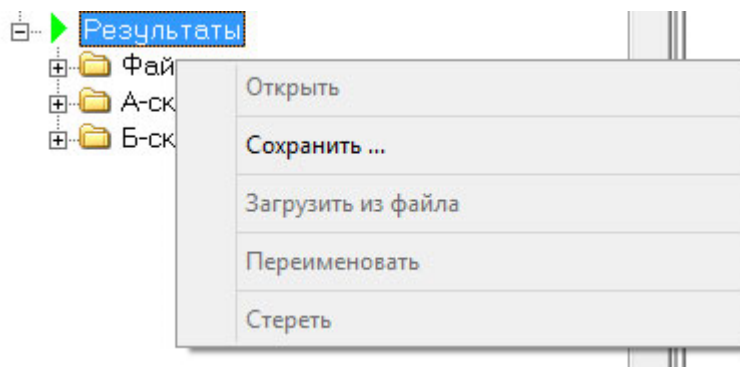 Результаты
Фай
А-ск
Б-ск
Открыть
Сохранить ...
Загрузить из файла
Переименовать
Стереть